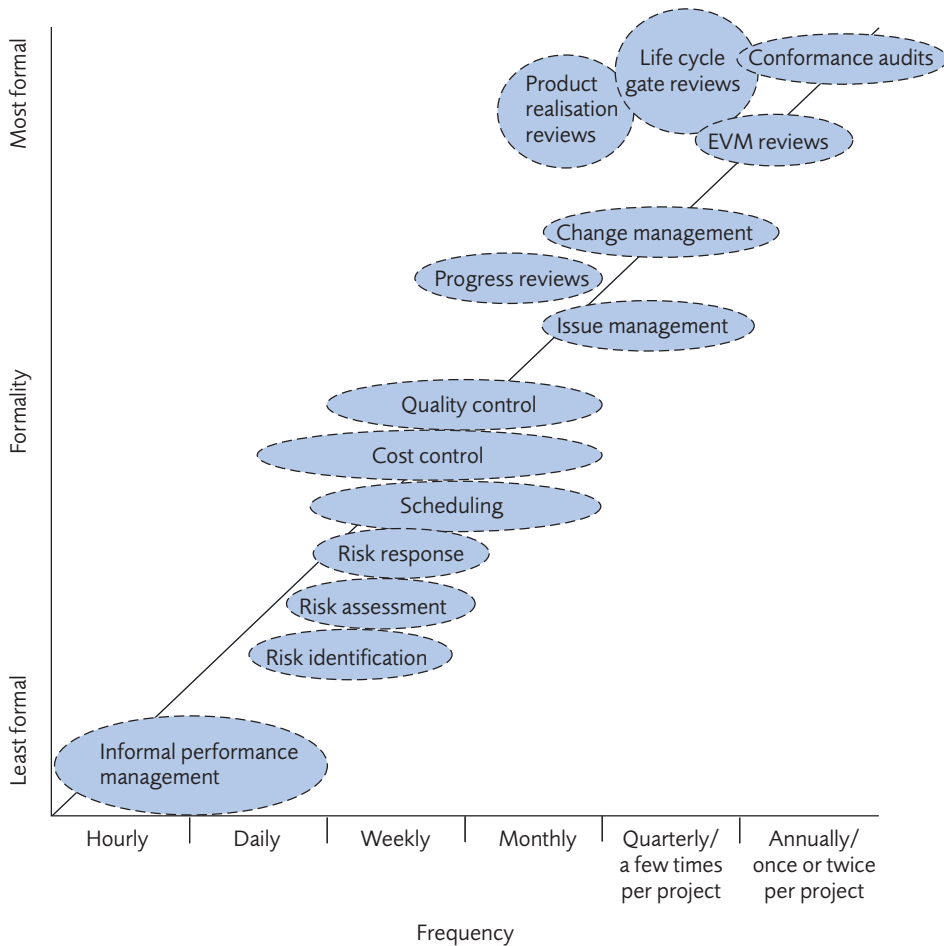 Most formal
Formality
Least formal
Life cycle
gate reviews
Conformance audits
Product
realisation
reviews
EVM reviews
Change management
Progress reviews
Issue management
Quality control
Cost control
Scheduling
Risk response
Risk assessment
Risk identification
Informal performance
management
Hourly
Daily
Weekly
Monthly
Quarterly/
a few times
per project
Annually/
once or twice
per project
Frequency